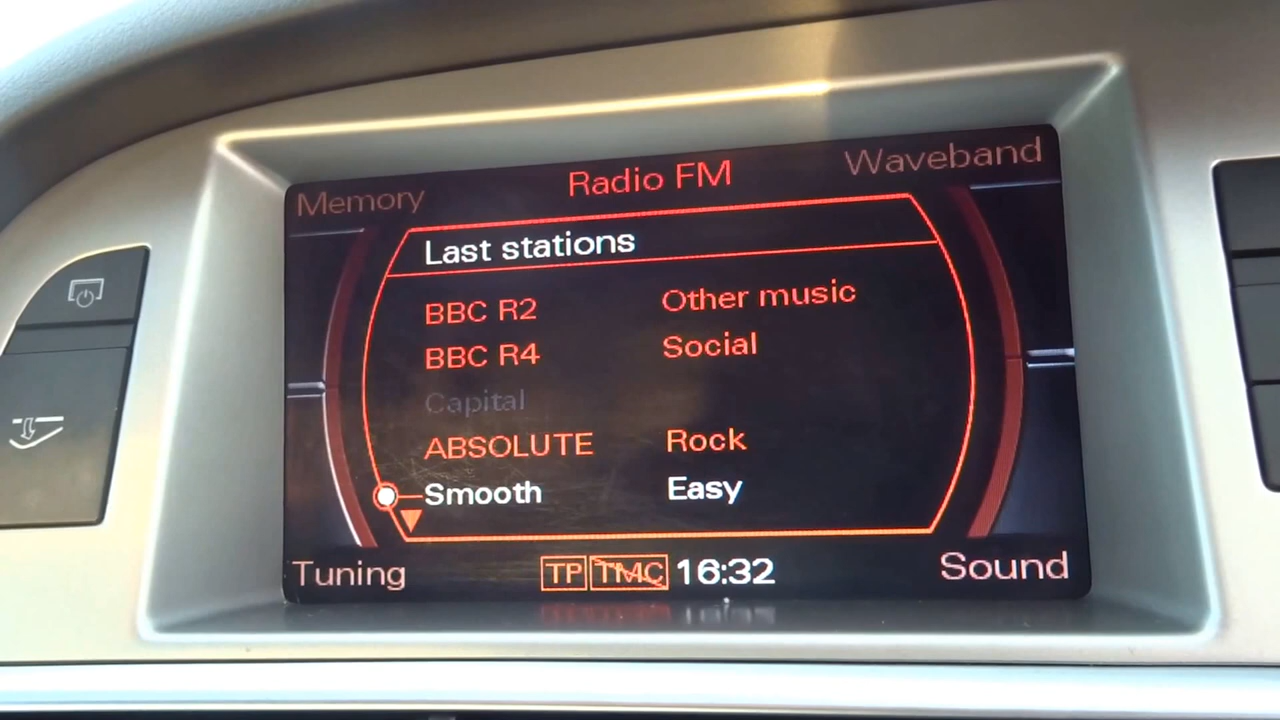 Memory Radio FM Waveband
Last stations
BBC R2 Other music
BBC R4 Social
Capital
ABSOLUTE Rock
Smooth Easy
Tuning TP TMC 16:32 Sound